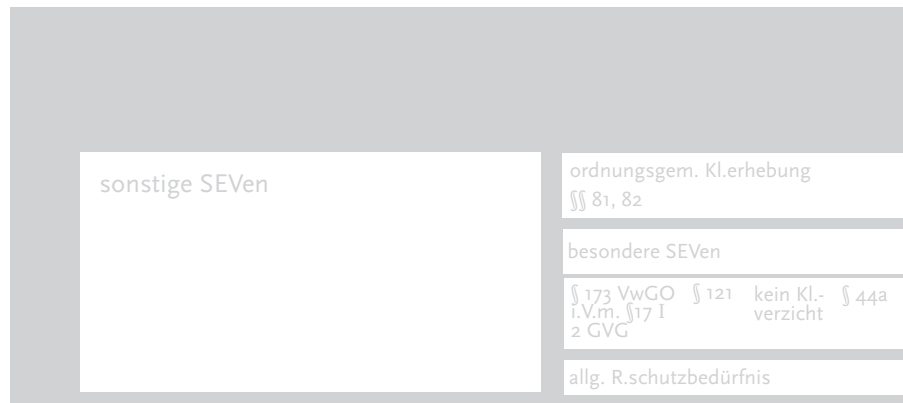 sonstige SEVen
ordnungsgem. Kl.erhebung
§§ 81, 82
besondere SEVen
§ 173 VwGO
i.V.m. §17 I
2 GVG
§ 121
kein Kl.-
verzicht
§ 44a
allg. R.schutzbedürfnis